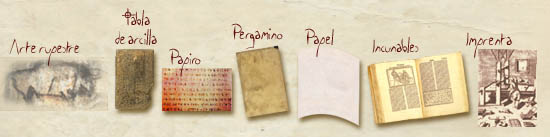 Arte rupestre
Tabla
de arcilla
Papiro
Pergamino
Papel
Incunables
Imprenta